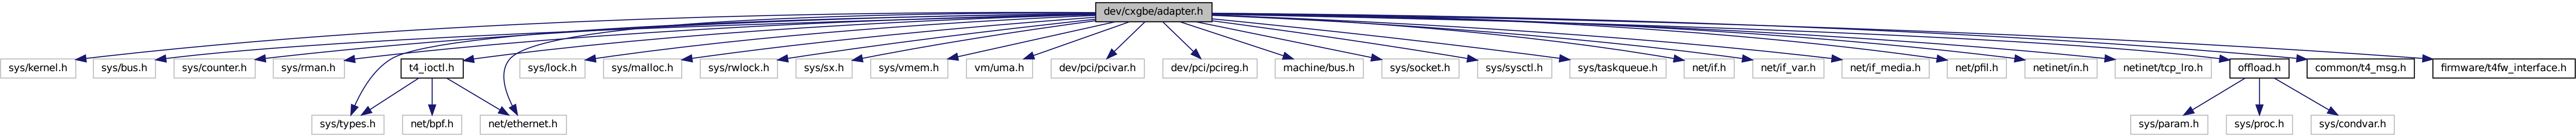 dev/cxgbe/adapter.h
sys/kernel.h
sys/bus.h
sys/counter.h
sys/rman.h
t4_ioctl.h
sys/lock.h
sys/malloc.h
sys/rwlock.h
sys/sx.h
sys/vmem.h
vm/uma.h
dev/pci/pcivar.h
dev/pci/pcireg.h
machine/bus.h
sys/socket.h
sys/sysctl.h
sys/taskqueue.h
net/if.h
net/if_var.h
net/if_media.h
net/pfil.h
netinet/in.h
netinet/tcp_lro.h
offload.h
common/t4_msg.h
firmware/t4fw_interface.h
sys/types.h
net/bpf.h
net/ethernet.h
sys/param.h
sys/proc.h
sys/condvar.h